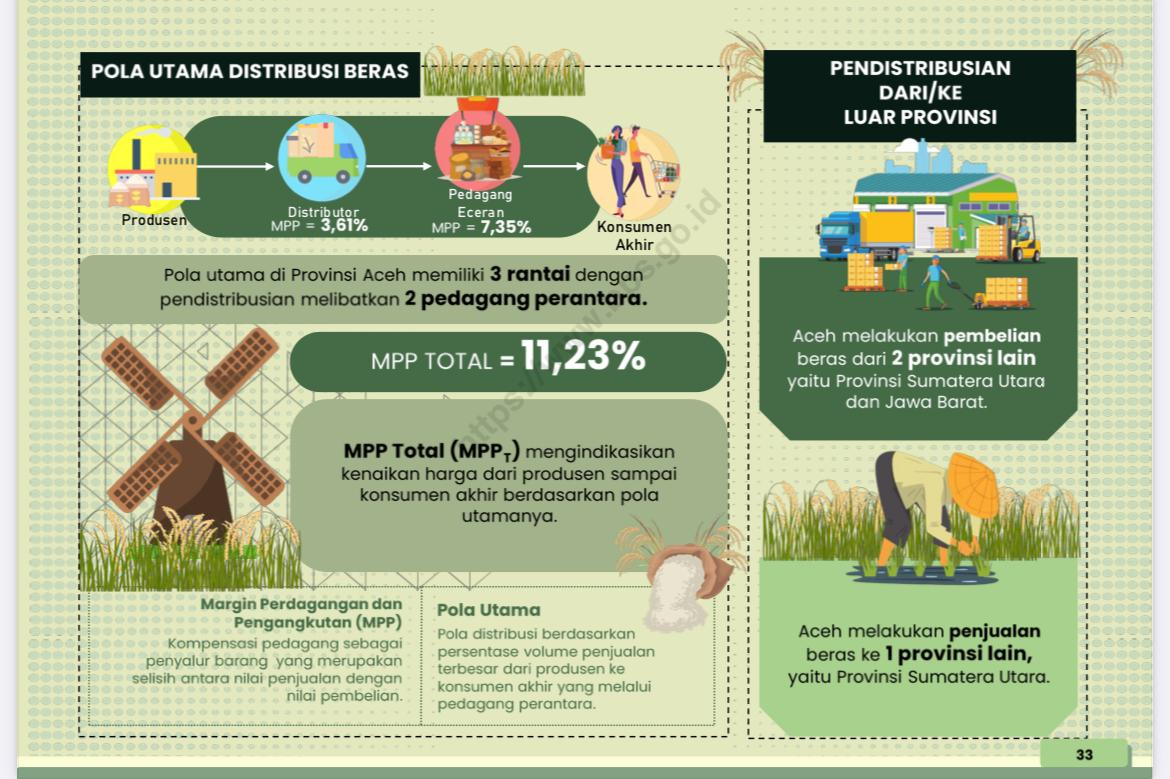 POLA UTAMA DISTRIBUSI BERAS
Produsen
Distributor
MPP = 3,61%
Pedagang
Eceran
MPP = 7,35%
Konsumen
Akhir
Pola utama di Provinsi Aceh memiliki 3 rantai dengan
pendistribusian melibatkan 2 pedagang perantara.
MPP TOTAL = 11,23%
MPP Total (MPPT) mengindikasikan
kenaikan harga dari produsen sampai
konsumen akhir berdasarkan pola
utamanya.
Margin Perdagangan dan
Pengangkutan (MPP)
Kompensasi pedagang sebagai
penyalur barang yang merupakan
selisih antara nilai penjualan dengan
nilai pembelian.
Pola Utama
Pola distribusi berdasarkan
persentase volume penjualan
terbesar dari produsen ke
konsumen akhir yang melalui
pedagang perantara.
PENDISTRIBUSIAN
DARI/KE
LUAR PROVINSI
Aceh melakukan pembelian
beras dari 2 provinsi lain
yaitu Provinsi Sumatera Utara
dan Jawa Barat.
Aceh melakukan penjualan
beras ke 1 provinsi lain,
yaitu Provinsi Sumatera Utara.
33